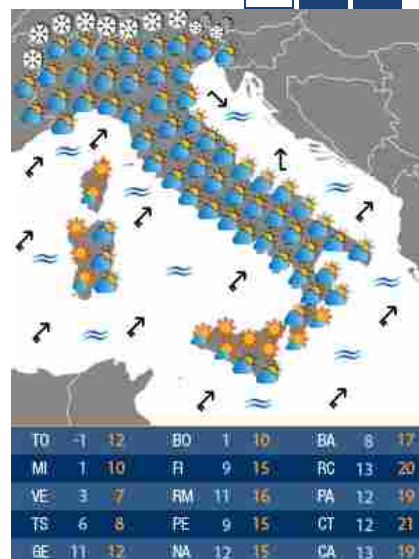 TO -1 12 BO 1 10 BA 8 17
MI 1 10 FI 9 15 RC 13 20
VE 3 7 RM 11 16 PA 12 19
TS 6 8 PE 9 15 CT 12 21
GE 11 12 NA 12 15 CA 13 19